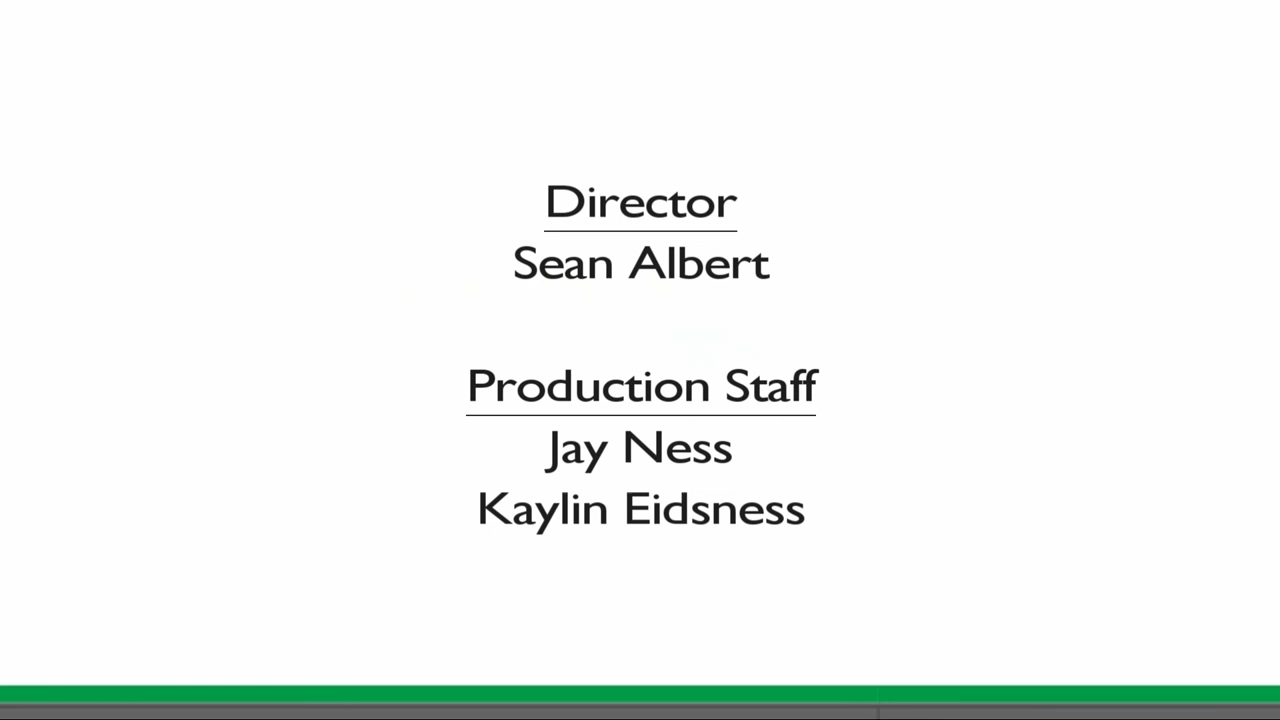 Director
Sean Albert
Production Staff
Jay Ness
Kaylin Eidsness